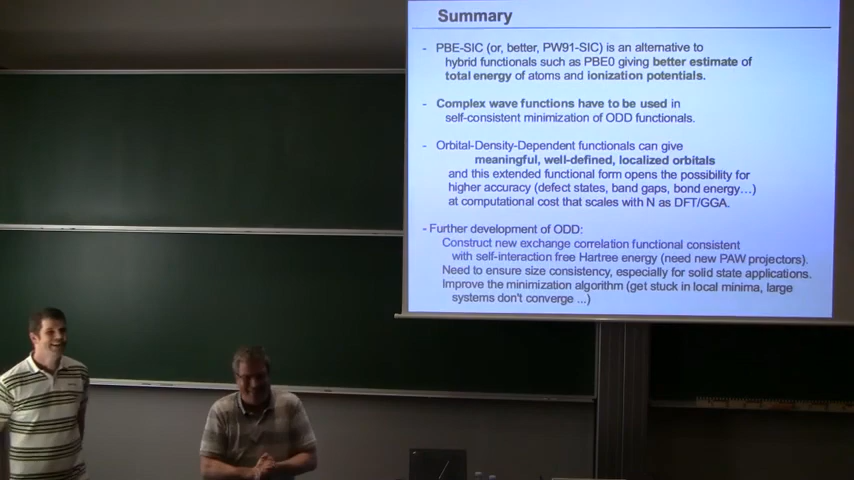 Summary
- PBE-SIC (or, better, PW91-SIC) is an alternative to
hybrid functionals such as PBE0 giving better estimate of
total energy of atoms and ionization potentials.
- Complex wave functions have to be used in
self-consistent minimization of ODD functionals.
- Orbital-Density-Dependent functionals can give
meaningful, well-defined, localized orbitals
and this extended functional form opens the possibility for
higher accuracy (defect states, band gaps, bond energy…)
at computational cost that scales with N as DFT/GGA.
- Further development of ODD:
Construct new exchange correlation functional consistent
with self-interaction free Hartree energy (need new PAW projectors).
Need to ensure size consistency, especially for solid state applications.
Improve the minimization algorithm (get stuck in local minima, large
systems don't converge ...)